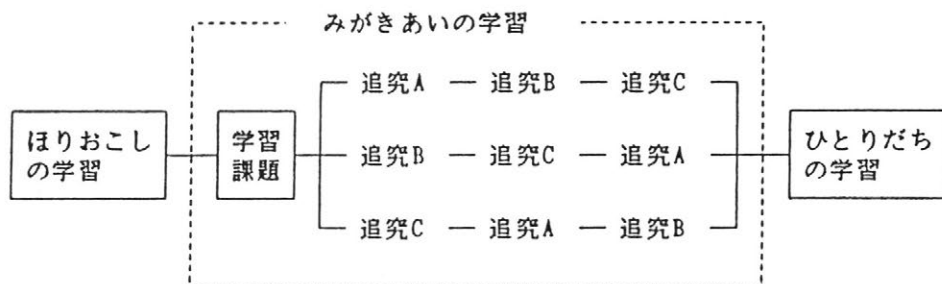 みがきあいの学習
追究A － 追究B － 追究C
ほりおこし
の学習
学習
課題
追究B － 追究C － 追究A
ひとりだち
の学習
追究C － 追究A － 追究B